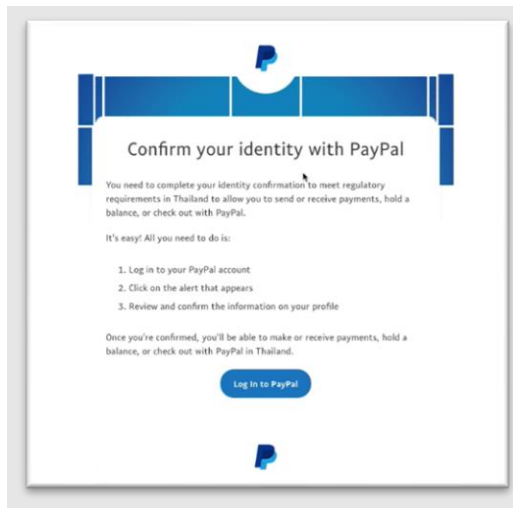 Confirm your identity with PayPal
You need to complete your identity confirmation to meet regulatory
requirements in Thailand to allow you to send or receive payments, hold a
balance, or check out with PayPal.
It's easy! All you need to do is:
1. Log in to your PayPal account
2. Click on the alert that appears
3. Review and confirm the information on your profile
Once you're confirmed, you'll be able to make or receive payments, hold a
balance, or check out with PayPal in Thailand.
Log In to PayPal